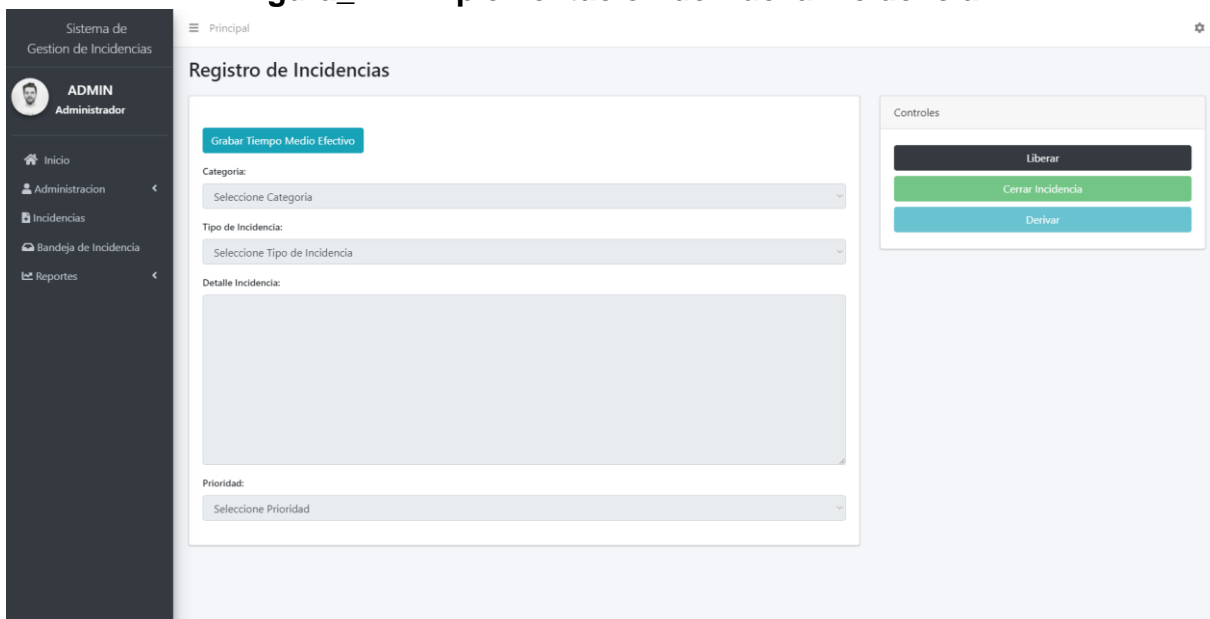 Sistema de
Gestion de Incidencias
ADMIN
Administrador
Inicio
Administracion
Incidencias
Bandeja de Incidencia
Reportes
Principal
Registro de Incidencias
Grabar Tiempo Medio Efectivo
Categoria:
Seleccione Categoria
Tipo de Incidencia:
Seleccione Tipo de Incidencia
Detalle Incidencia:
Prioridad:
Seleccione Prioridad
Controles
Liberar
Cerrar Incidencia
Derivar